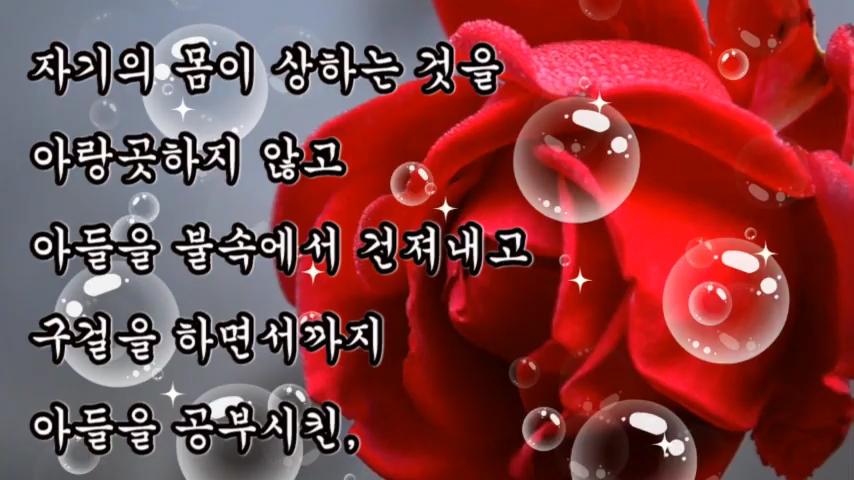 자기의 몸이 상하는 것을
아랑곳하지 않고
아들을 불속에서 건져내고
구걸을 하면서까지
아들을 공부시킨,